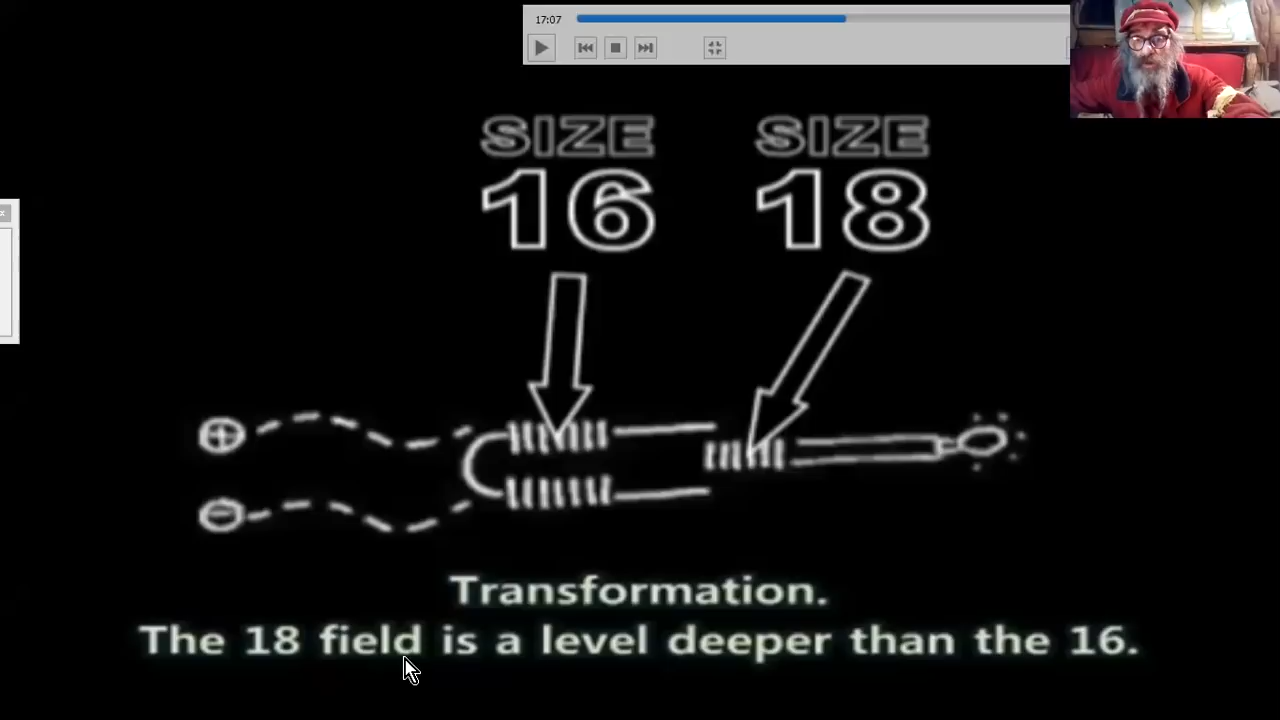 17:07
SIZE SIZE
16 18
Transformation.
The 18 field is a level deeper than the 16.